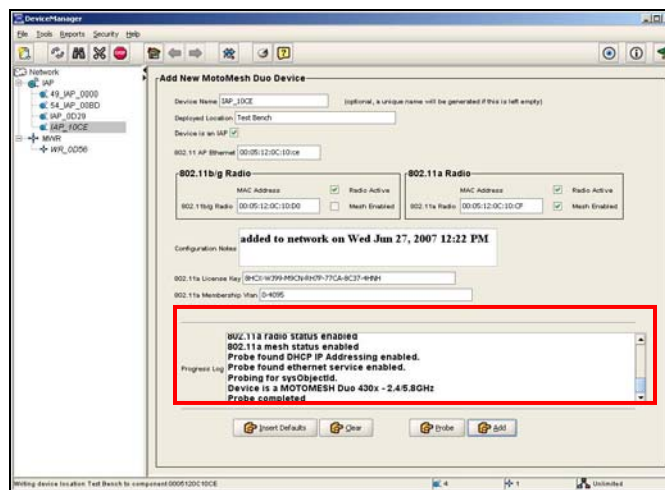 DeviceManager
File Tools Reports Security Help
Network
IAP
49_IAP_0000
54_IAP_00BD
IAP_0D29
IAP_10CE
MWR
WR_0D56
Add New MotoMesh Duo Device
Device Name IAP_10CE (optional, a unique name will be generated if this is left empty)
Deployed Location Test Bench
Device is an IAP
802.11 AP Ethernet 00:05:12:0C:10:ce
802.11b/g Radio
MAC Address Radio Active
802.11b/g Radio 00:05:12:0C:10:D0 Mesh Enabled
802.11a Radio
MAC Address Radio Active
802.11a Radio 00:05:12:0C:10:CF Mesh Enabled
Configuration Notes added to network on Wed Jun 27, 2007 12:22 PM
802.11a License Key
802.11a Membership Vlan 0-4095
Progress Log
802.11a radio status enabled
802.11a mesh status enabled
Probe found DHCP IP Addressing enabled.
Probe found ethernet service enabled.
Probing for sysObjectId.
Device is a MOTOMESH Duo 430x - 2.4/5.8GHz
Probe completed
Insert Defaults Clear Probe Add
Writing device location Test Bench to component 0005120C10CE 4 1 Unlimited